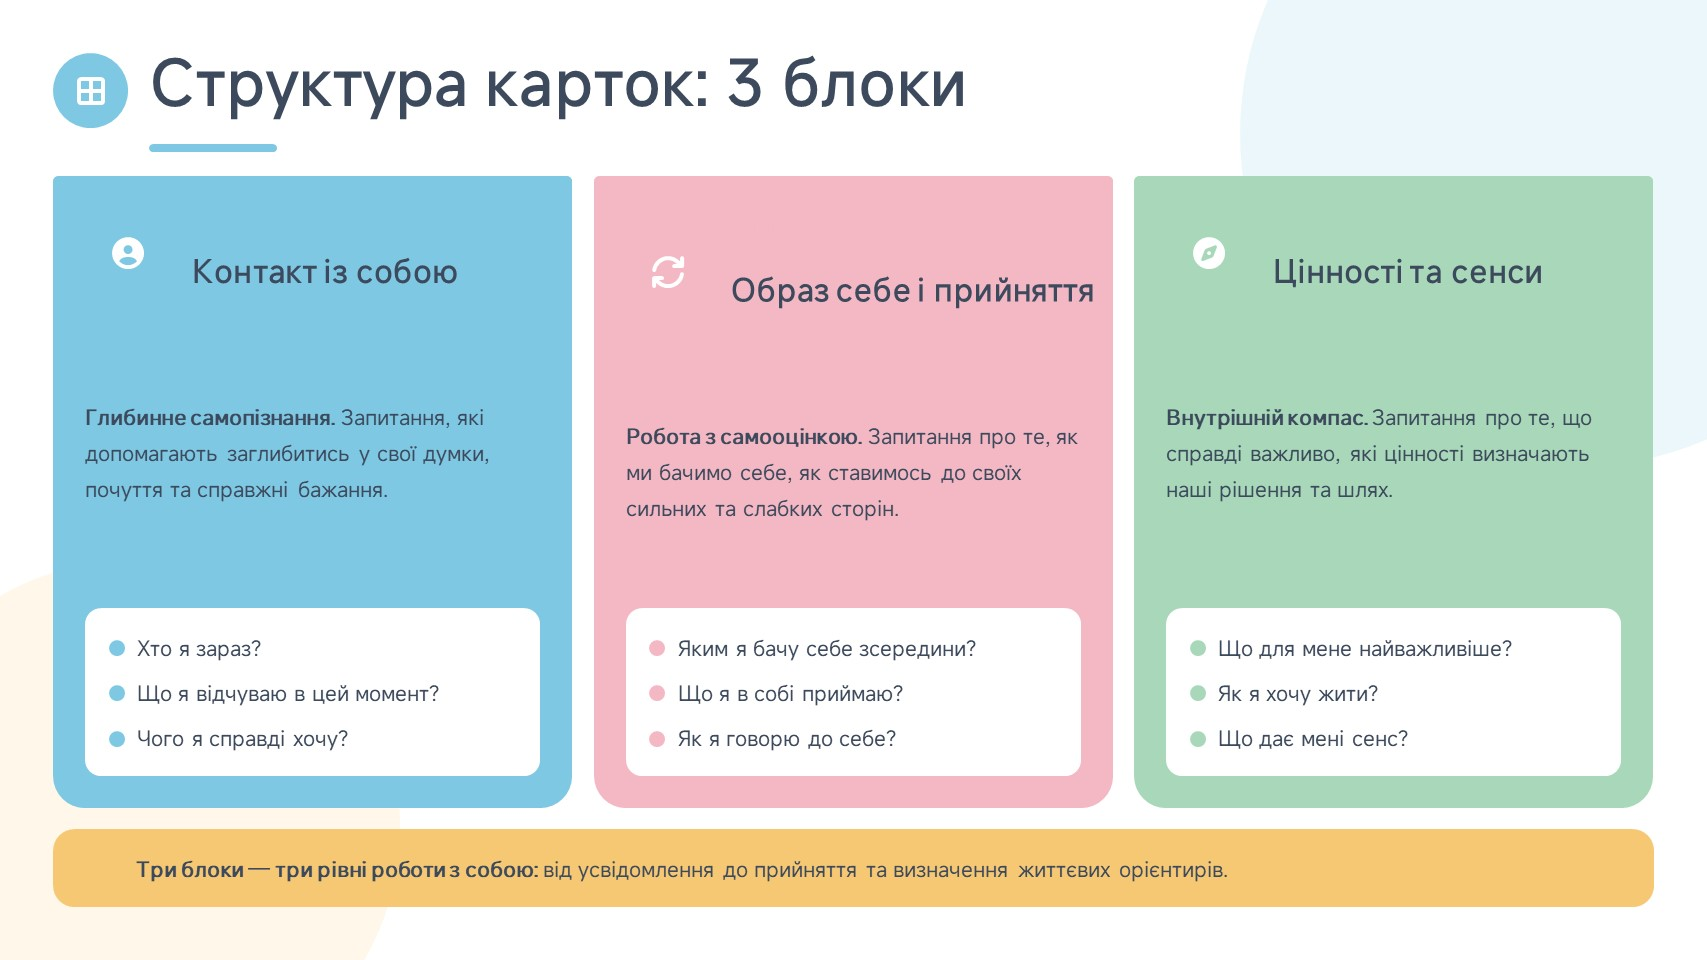 Структура карток: 3 блоки
Контакт із собою
Глибинне самопізнання. Запитання, які
допомагають заглибитись у свої думки,
почуття та справжні бажання.
Хто я зараз?
Що я відчуваю в цей момент?
Чого я справді хочу?
Образ себе і прийняття
Робота з самооцінкою. Запитання про те, як
ми бачимо себе, як ставимось до своїх
сильних та слабких сторін.
Яким я бачу себе зсередини?
Що я в собі приймаю?
Як я говорю до себе?
Цінності та сенси
Внутрішній компас. Запитання про те, що
справді важливо, які цінності визначають
наші рішення та шлях.
Що для мене найважливіше?
Як я хочу жити?
Що дає мені сенс?
Три блоки — три рівні роботи з собою: від усвідомлення до прийняття та визначення життєвих орієнтирів.